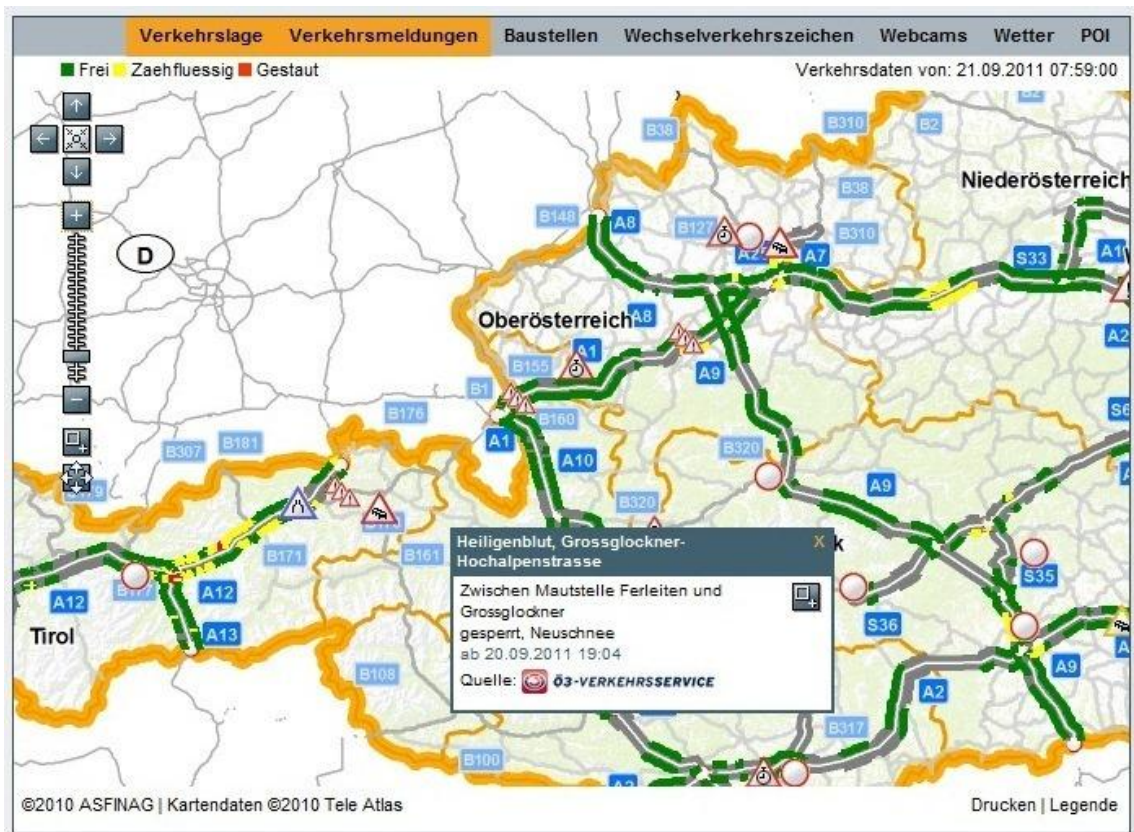 Verkehrslage Verkehrsmeldungen Baustellen Wechselverkehrszeichen Webcams Wetter POI
Frei Zaehfluessig Gestaut
Verkehrsdaten von: 21.09.2011 07:59:00
B2
B38
B310
B2
Niederösterreich
B38
B148
A8
B127
B310
A7
S33
A1
D
Oberösterreich
A8
A1
A2
B155
A9
B1
B176
B160
S6
A1
B320
B181
B307
A10
A9
B320
B171
B161
A12
A12
S35
Tirol
A13
S36
B108
A9
A2
B317
B100
Heiligenblut, Grossglockner-
Hochalpenstrasse
X
Zwischen Mautstelle Ferleiten und
Grossglockner
gesperrt, Neuschnee
ab 20.09.2011 19:04
Quelle: Ö3-VERKEHRSSERVICE
©2010 ASFINAG | Kartendaten ©2010 Tele Atlas
Drucken | Legende